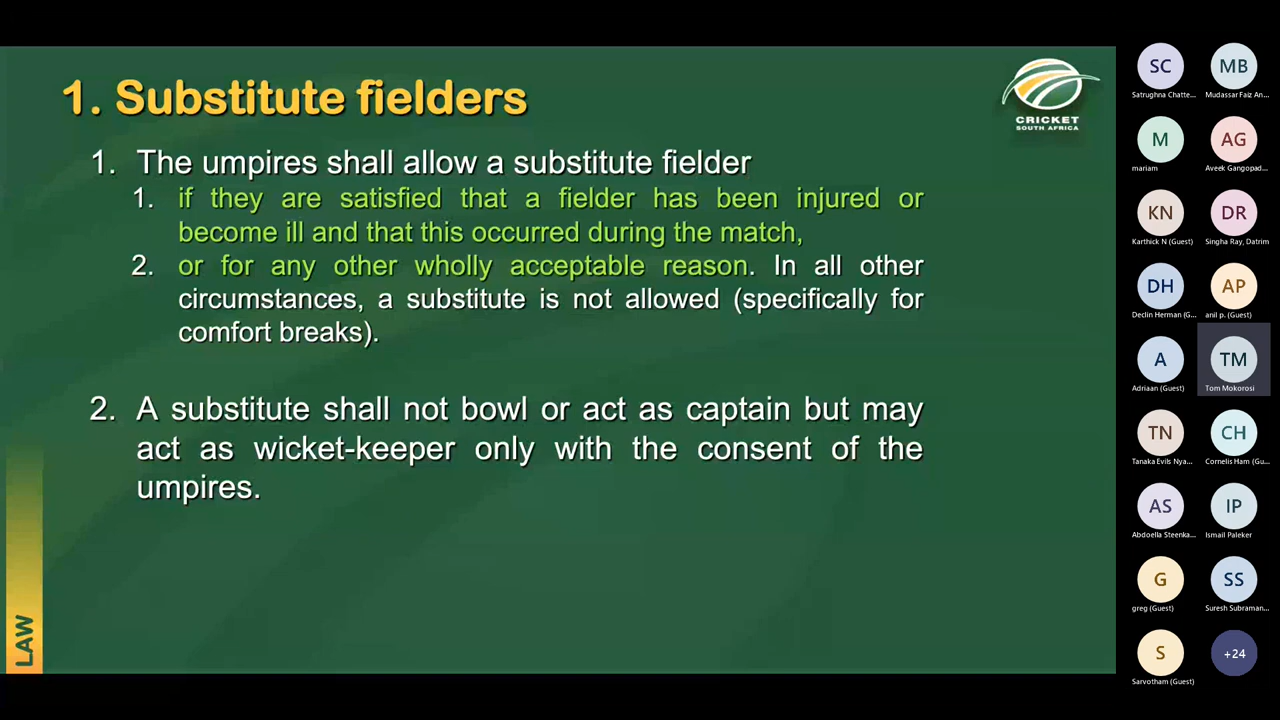 1. Substitute fielders
CRICKET
SOUTH AFRICA
1. The umpires shall allow a substitute fielder
1. if they are satisfied that a fielder has been injured or
become ill and that this occurred during the match,
2. or for any other wholly acceptable reason. In all other
circumstances, a substitute is not allowed (specifically for
comfort breaks).
2. A substitute shall not bowl or act as captain but may
act as wicket-keeper only with the consent of the
umpires.
LAW
SC MB
Satrughna Chatte... Mudassar Faiz An...
M AG
mariam Aveek Gangopad...
KN DR
Karthick N (Guest) Singha Ray, Datrim
DH AP
Declin Herman (G... anil p. (Guest)
A TM
Adriaan (Guest) Tom Mokorosi
TN CH
Tanaka Evils Nya... Cornelis Ham (Gu...
AS IP
Abdoella Steenka... Ismail Paleker
G SS
greg (Guest) Suresh Subraman...
S +24
Sarvotham (Guest)